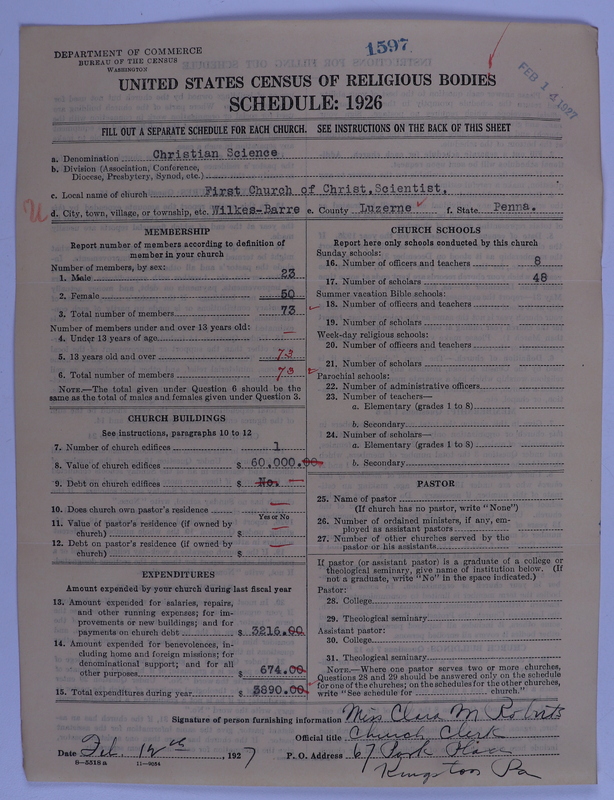 1597
DEPARTMENT OF COMMERCE
BUREAU OF THE CENSUS
WASHINGTON
FEB 14 1927
UNITED STATES CENSUS OF RELIGIOUS BODIES
SCHEDULE: 1926
FILL OUT A SEPARATE SCHEDULE FOR EACH CHURCH. SEE INSTRUCTIONS ON THE BACK OF THIS SHEET
a. Denomination Christian Science
b. Division (Association, Conference,
Diocese, Presbytery, Synod, etc.)
c. Local name of church First Church of Christ,Scientist,
d. City, town, village, or township, etc. Wilkes-Barre e. County Luzerne f. State Penna.
MEMBERSHIP
Report number of members according to definition of
member in your church
Number of members, by sex:
1. Male 23
2. Female 50
3. Total number of members 73
Number of members under and over 13 years old:
4. Under 13 years of age —
5. 13 years old and over 73
6. Total number of members 73
NOTE.—The total given under Question 6 should be the
same as the total of males and females given under Question 3.
CHURCH BUILDINGS
See instructions, paragraphs 10 to 12
7. Number of church edifices 1
8. Value of church edifices $ 60,000.00
9. Debt on church edifices $ No. —
10. Does church own pastor's residence —
Yes or No
11. Value of pastor's residence (if owned by
church) $ —
12. Debt on pastor's residence (if owned by
church) $ —
EXPENDITURES
Amount expended by your church during last fiscal year
13. Amount expended for salaries, repairs,
and other running expenses; for im-
provements or new buildings; and for
payments on church debt $ 3216.00
14. Amount expended for benevolences, in-
cluding home and foreign missions; for
denominational support; and for all
other purposes $ 674.00
15. Total expenditures during year $ 3890.00
CHURCH SCHOOLS
Report here only schools conducted by this church
Sunday schools:
16. Number of officers and teachers 8
17. Number of scholars 48
Summer vacation Bible schools:
18. Number of officers and teachers
19. Number of scholars
Week-day religious schools:
20. Number of officers and teachers
21. Number of scholars
Parochial schools:
22. Number of administrative officers
23. Number of teachers—
a. Elementary (grades 1 to 8)
b. Secondary
24. Number of scholars—
a. Elementary (grades 1 to 8)
b. Secondary
PASTOR
25. Name of pastor
(If church has no pastor, write "None")
26. Number of ordained ministers, if any, em-
ployed as assistant pastors
27. Number of other churches served by the
pastor or his assistants
If pastor (or assistant pastor) is a graduate of a college or
theological seminary, give name of institution below. (If
not a graduate, write "No" in the space indicated.)
Pastor:
28. College
29. Theological seminary
Assistant pastor:
30. College
31. Theological seminary
NOTE.—Where one pastor serves two or more churches,
Questions 28 and 29 should be answered only on the schedule
for one of the churches; on the schedules for the other churches,
write "See schedule for church."
Signature of person furnishing information Miss Clara M Roberts
Official title Church Clerk
Date Feb. 12th, 1927 P. O. Address 67 Park Place
Kingston Pa
8—5318a 11—9034